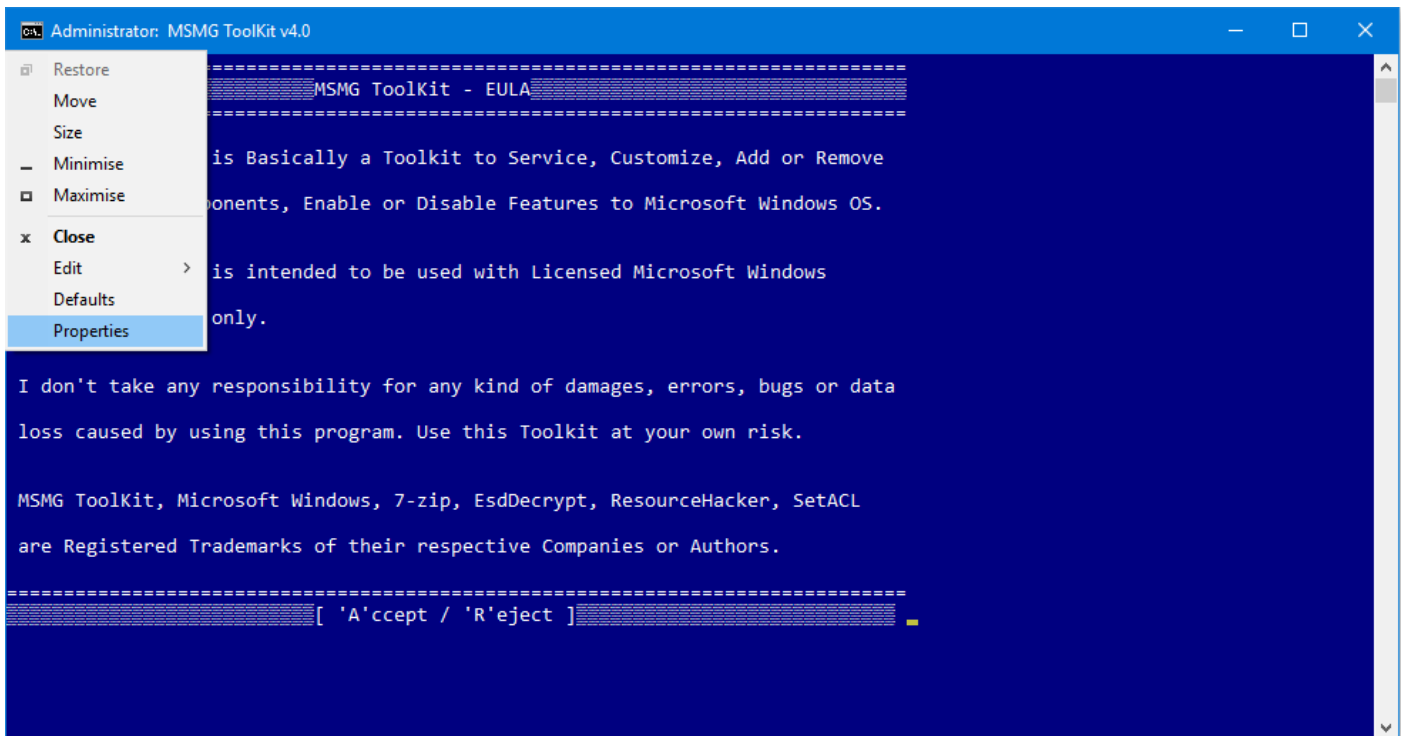 Administrator: MSMG ToolKit v4.0
Restore
Move
Size
Minimise
Maximise
Close
Edit
Defaults
Properties
==============================================================
MSMG ToolKit - EULA
==============================================================
is Basically a Toolkit to Service, Customize, Add or Remove
ponents, Enable or Disable Features to Microsoft Windows OS.
is intended to be used with Licensed Microsoft Windows
only.
I don't take any responsibility for any kind of damages, errors, bugs or data
loss caused by using this program. Use this Toolkit at your own risk.
MSMG ToolKit, Microsoft Windows, 7-zip, EsdDecrypt, ResourceHacker, SetACL
are Registered Trademarks of their respective Companies or Authors.
===============================================================================
[ 'A'ccept / 'R'eject ]